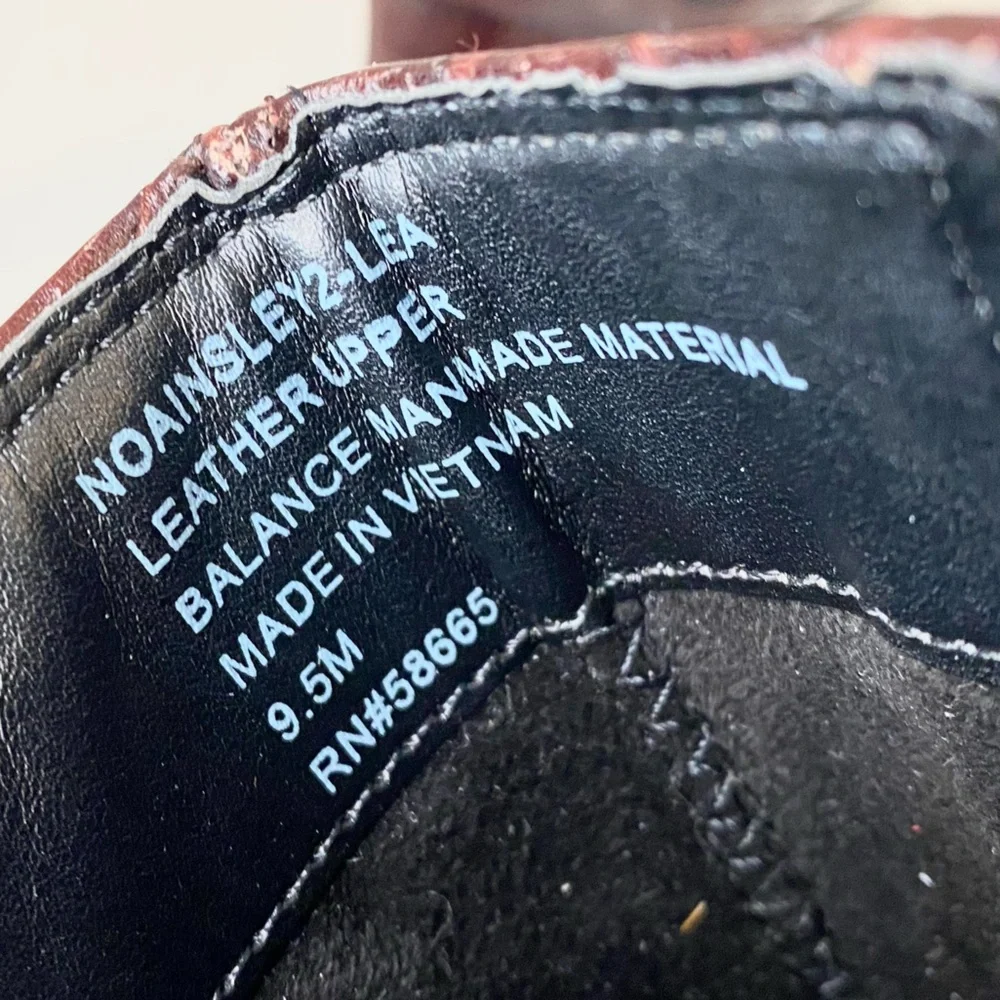 NOAINSLEY2-LEA
LEATHER UPPER
BALANCE MANMADE MATERIAL
MADE IN VIETNAM
9.5M
RN#58665